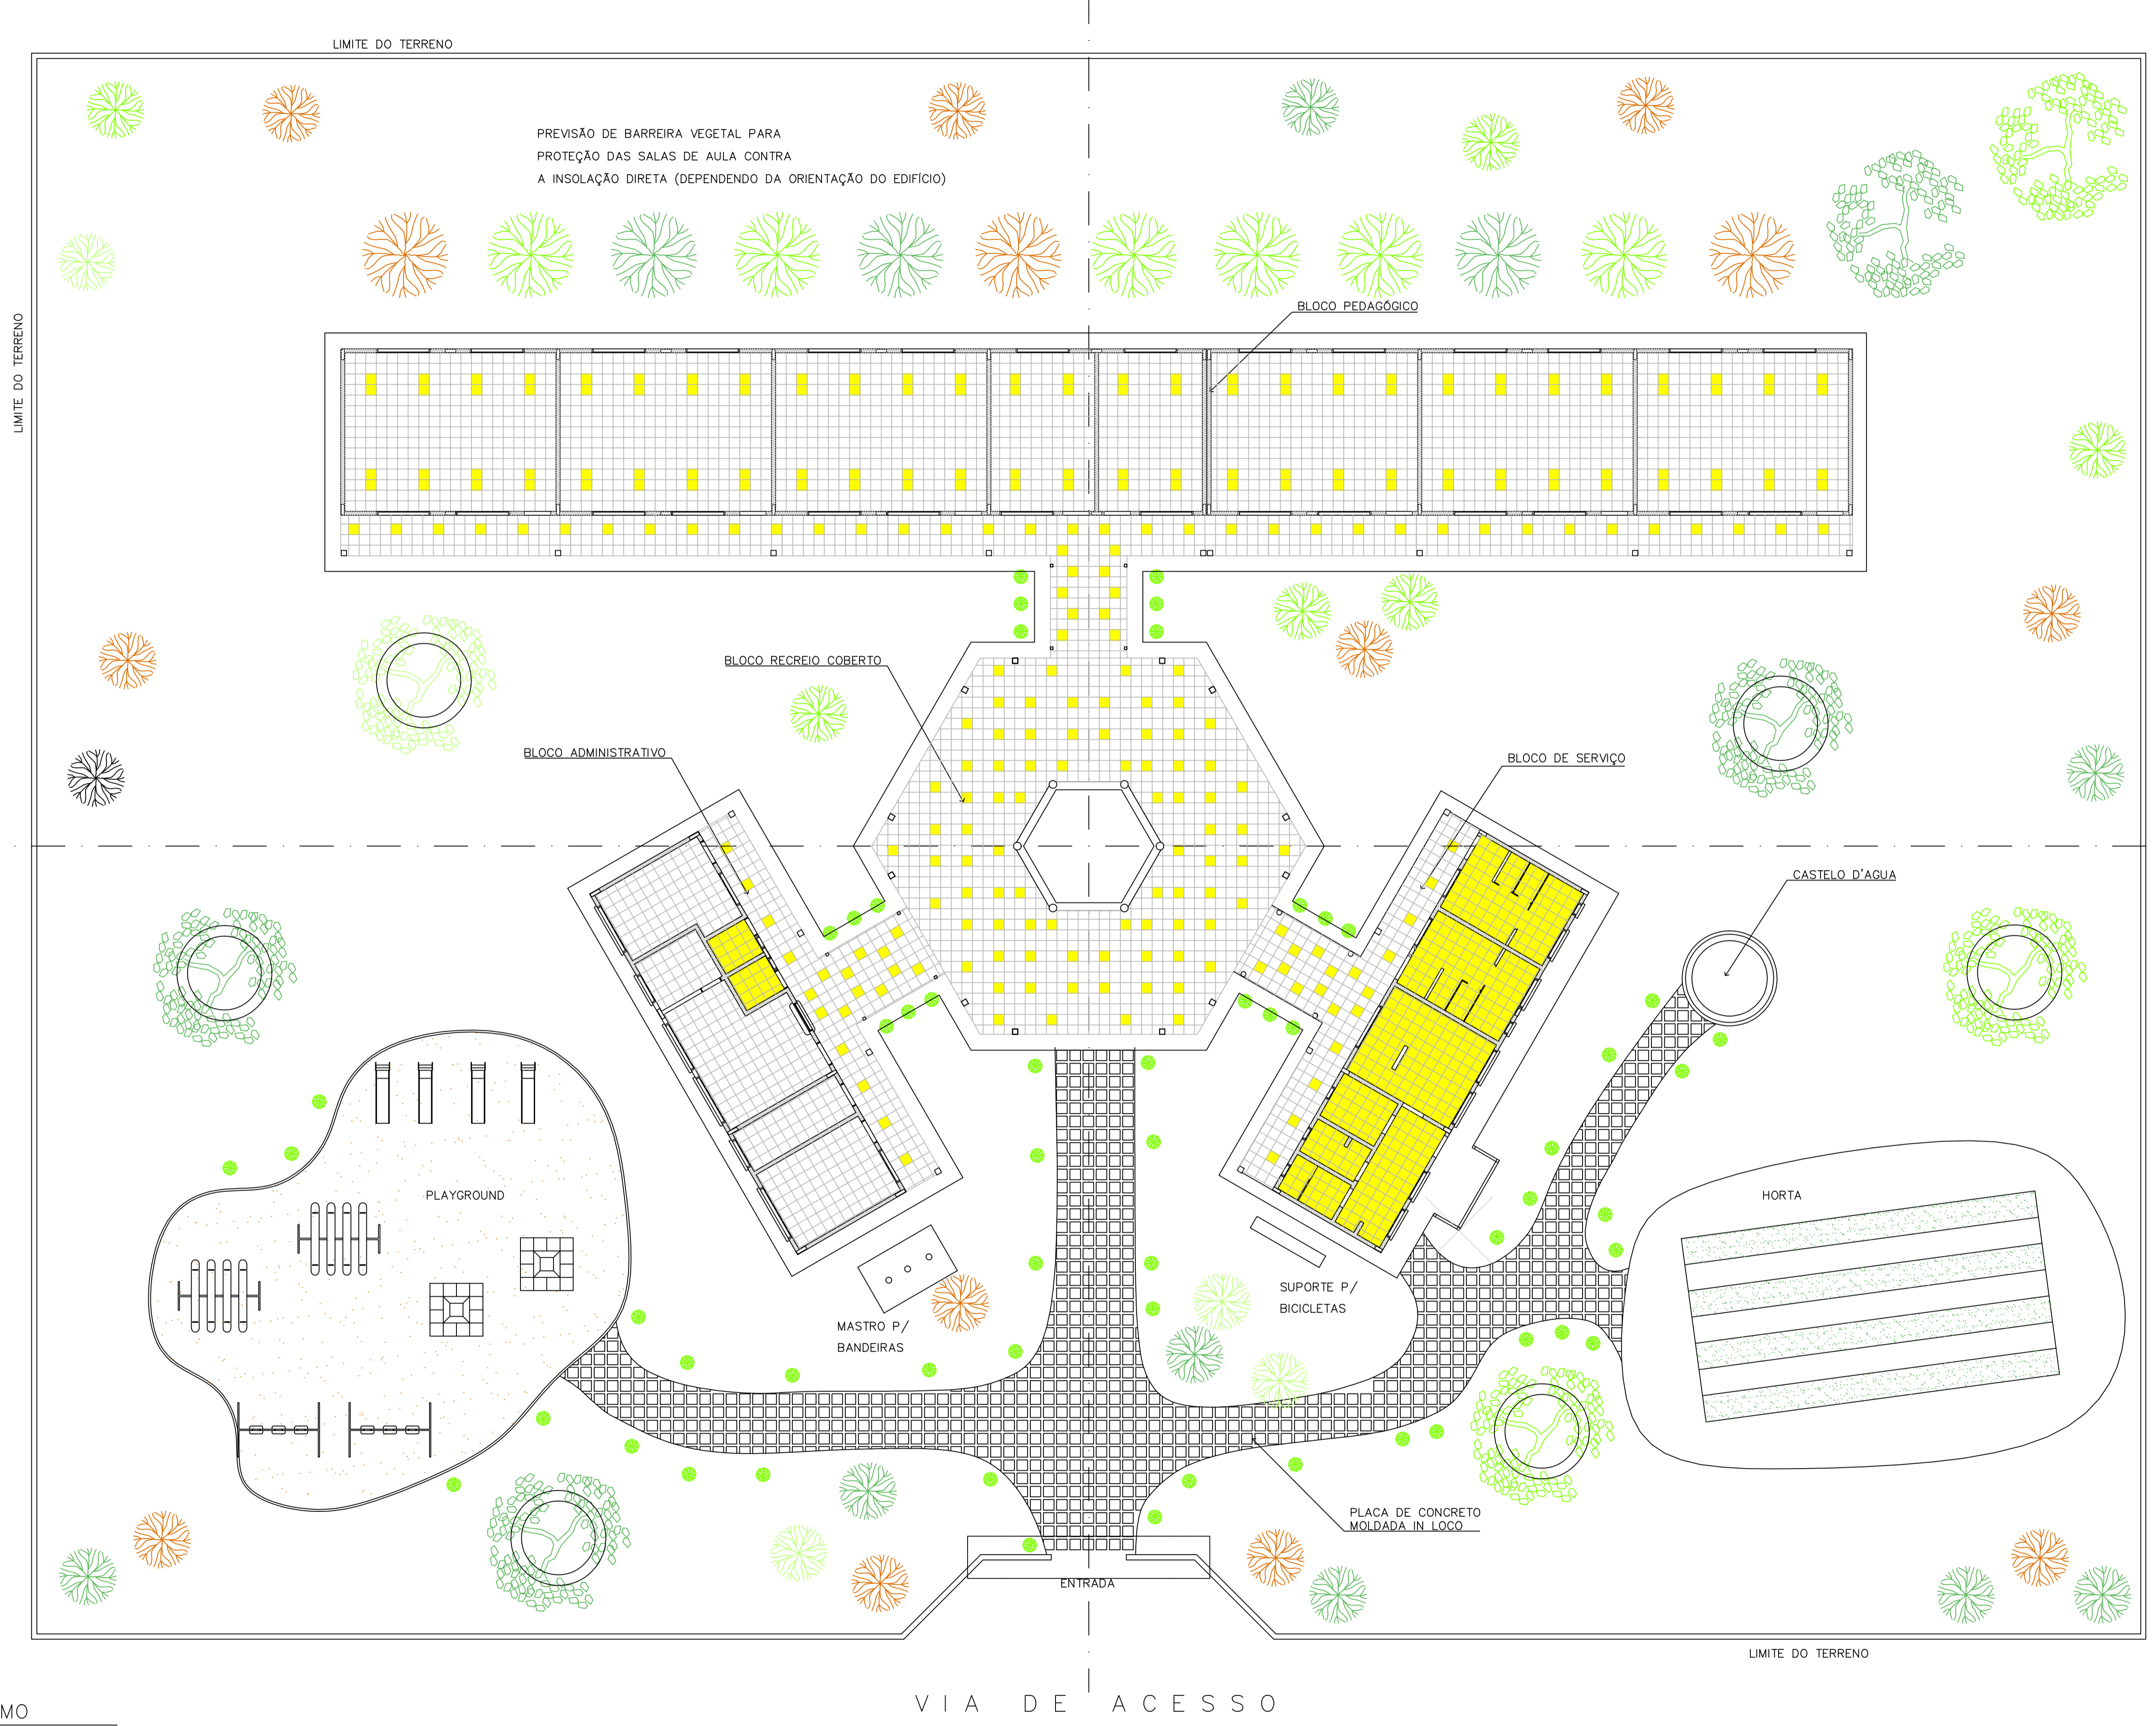 LIMITE DO TERRENO
PREVISÃO DE BARREIRA VEGETAL PARA
PROTEÇÃO DAS SALAS DE AULA CONTRA
A INSOLAÇÃO DIRETA (DEPENDENDO DA ORIENTAÇÃO DO EDIFÍCIO)
LIMITE DO TERRENO
BLOCO PEDAGÓGICO
BLOCO RECREIO COBERTO
BLOCO ADMINISTRATIVO
BLOCO DE SERVIÇO
CASTELO D'AGUA
PLAYGROUND
HORTA
SUPORTE P/
BICICLETAS
MASTRO P/
BANDEIRAS
PLACA DE CONCRETO
MOLDADA IN LOCO
ENTRADA
LIMITE DO TERRENO
VIA DE ACESSO
MO